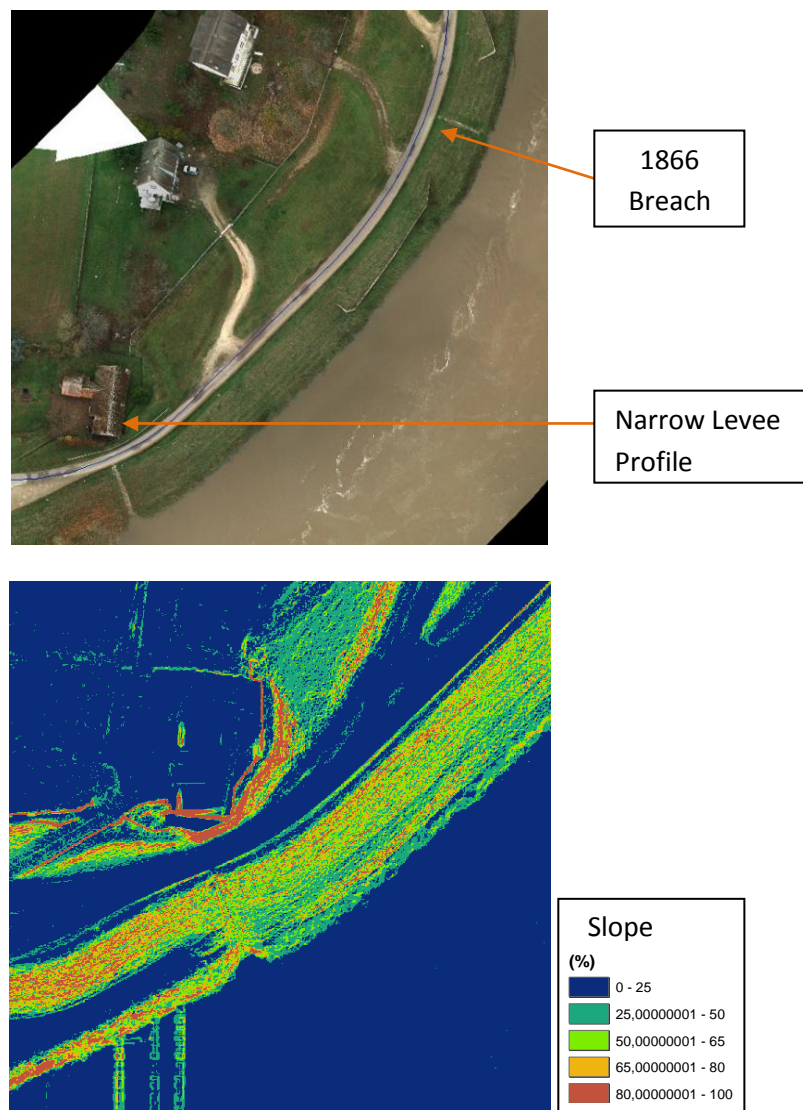 1866
Breach
Narrow Levee
Profile
Slope
(%)
0 - 25
25,00000001 - 50
50,00000001 - 65
65,00000001 - 80
80,00000001 - 100